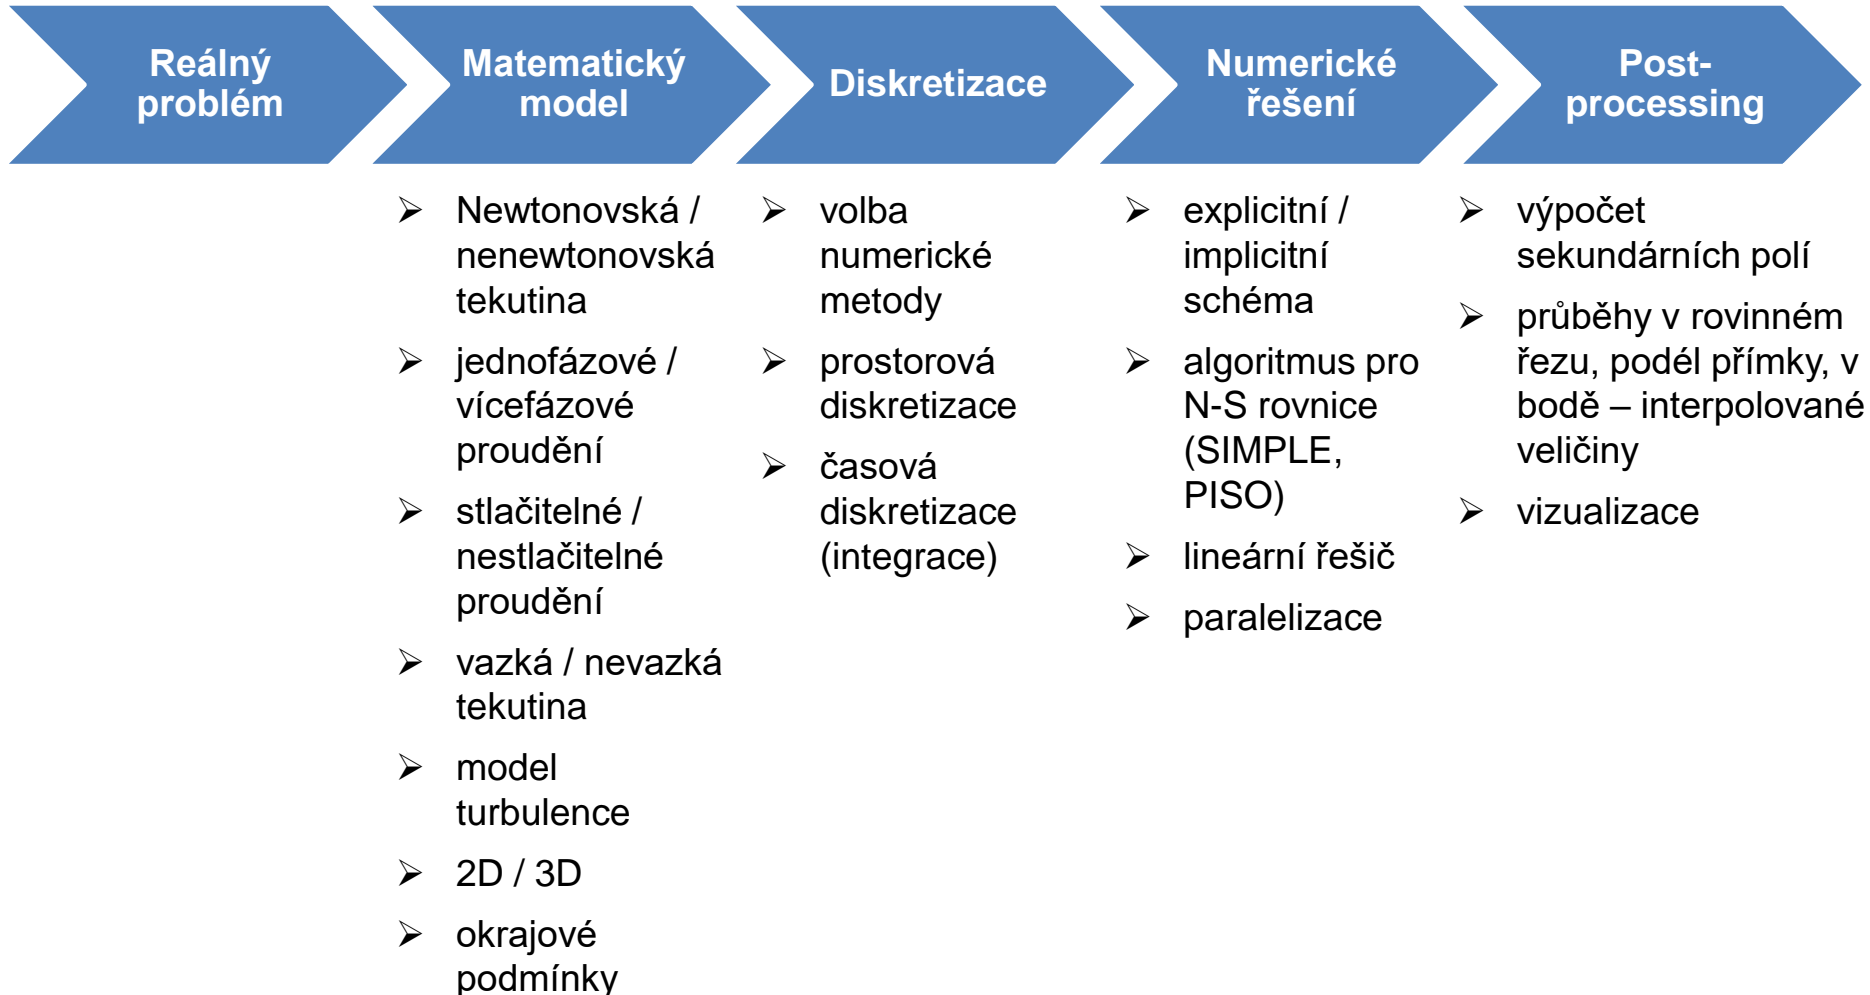 Reálný
problém
Matematický
model
Diskretizace
Numerické
řešení
Post-
processing
➢ Newtonovská /
nenewtonovská
tekutina
➢ jednofázové /
vícefázové
proudění
➢ stlačitelné /
nestlačitelné
proudění
➢ vazká / nevazká
tekutina
➢ model
turbulence
➢ 2D / 3D
➢ okrajové
podmínky
➢ volba
numerické
metody
➢ prostorová
diskretizace
➢ časová
diskretizace
(integrace)
➢ explicitní /
implicitní
schéma
➢ algoritmus pro
N-S rovnice
(SIMPLE,
PISO)
➢ lineární řešič
➢ paralelizace
➢ výpočet
sekundárních polí
➢ průběhy v rovinném
řezu, podél přímky, v
bodě – interpolované
veličiny
➢ vizualizace